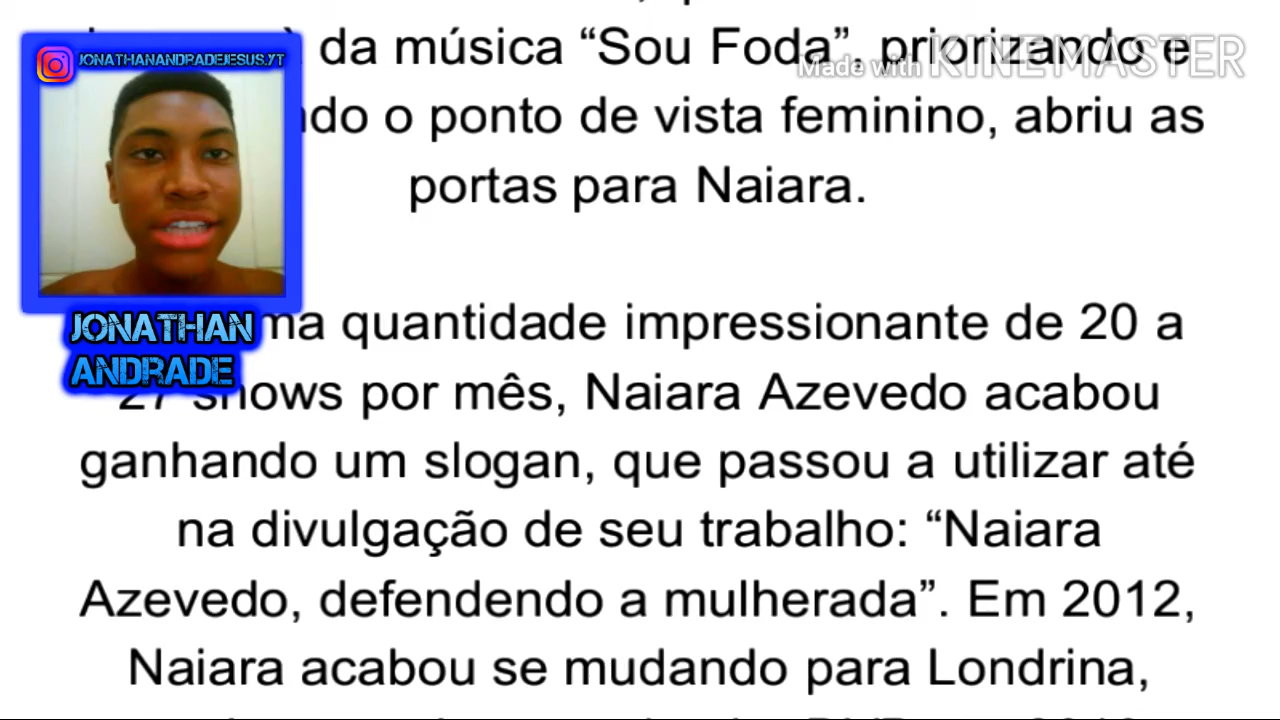 da música “Sou Foda”, priorizando e
o ponto de vista feminino, abriu as
portas para Naiara.
quantidade impressionante de 20 a
27 shows por mês, Naiara Azevedo acabou
ganhando um slogan, que passou a utilizar até
na divulgação de seu trabalho: “Naiara
Azevedo, defendendo a mulherada”. Em 2012,
Naiara acabou se mudando para Londrina,
JONATHANANDRADEJESUS.YT
JONATHAN
ANDRADE
Made with KINEMASTER